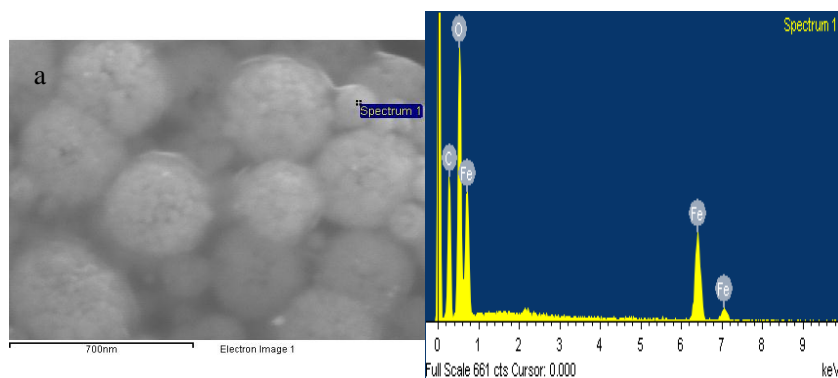 a
Spectrum 1
700nm
Electron Image 1
Spectrum 1
O
C
Fe
Fe
Fe
0 1 2 3 4 5 6 7 8 9
Full Scale 661 cts Cursor: 0.000
keV